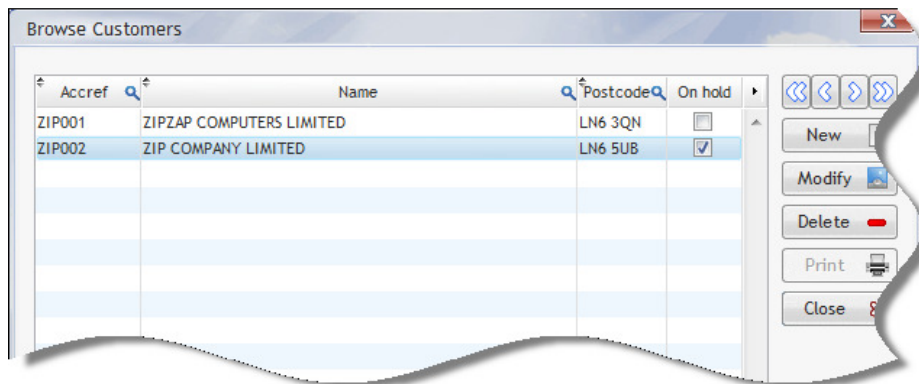 Browse Customers
Accref Name Postcode On hold
ZIP001 ZIPZAP COMPUTERS LIMITED LN6 3QN
ZIP002 ZIP COMPANY LIMITED LN6 5UB
New
Modify
Delete
Print
Close